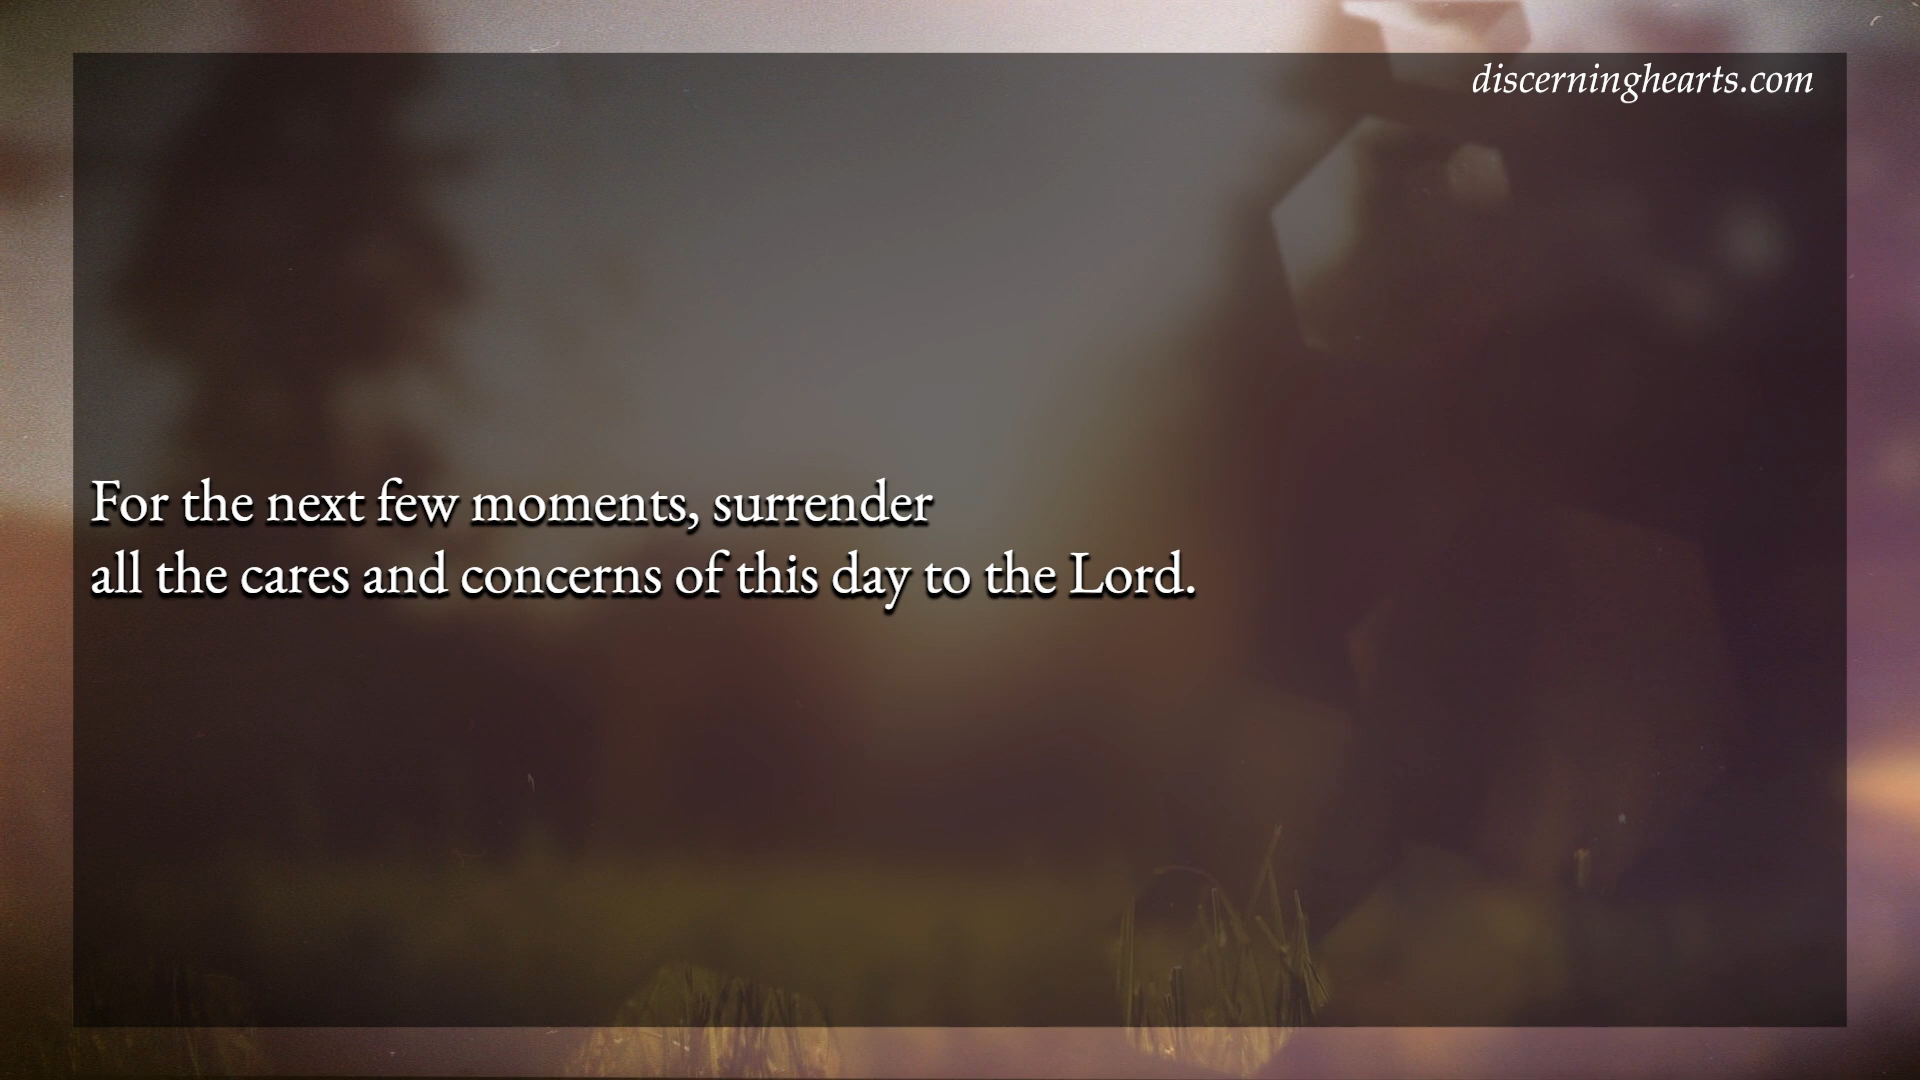 discerninghearts.com
For the next few moments, surrender
all the cares and concerns of this day to the Lord.